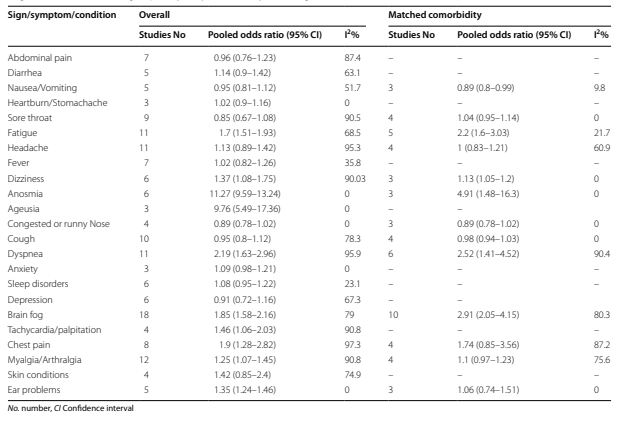 Sign/symptom/condition Overall Matched comorbidity
Studies No Pooled odds ratio (95% CI) I²% Studies No Pooled odds ratio (95% CI) I²%
Abdominal pain 7 0.96 (0.76–1.23) 87.4 – – –
Diarrhea 5 1.14 (0.9–1.42) 63.1 – –
Nausea/Vomiting 5 0.95 (0.81–1.12) 51.7 3 0.89 (0.8–0.99) 9.8
Heartburn/Stomachache 3 1.02 (0.9–1.16) 0 – – –
Sore throat 9 0.85 (0.67–1.08) 90.5 4 1.04 (0.95–1.14) 0
Fatigue 11 1.7 (1.51–1.93) 68.5 5 2.2 (1.6–3.03) 21.7
Headache 11 1.13 (0.89–1.42) 95.3 4 1 (0.83–1.21) 60.9
Fever 7 1.02 (0.82–1.26) 35.8 – – –
Dizziness 6 1.37 (1.08–1.75) 90.03 3 1.13 (1.05–1.2) 0
Anosmia 6 11.27 (9.59–13.24) 0 3 4.91 (1.48–16.3) 0
Ageusia 3 9.76 (5.49–17.36) 0 – –
Congested or runny Nose 4 0.89 (0.78–1.02) 0 3 0.89 (0.78–1.02) 0
Cough 10 0.95 (0.8–1.12) 78.3 4 0.98 (0.94–1.03) 0
Dyspnea 11 2.19 (1.63–2.96) 95.9 6 2.52 (1.41–4.52) 90.4
Anxiety 3 1.09 (0.98–1.21) 0 – – –
Sleep disorders 6 1.08 (0.95–1.22) 23.1 – – –
Depression 6 0.91 (0.72–1.16) 67.3 – –
Brain fog 18 1.85 (1.58–2.16) 79 10 2.91 (2.05–4.15) 80.3
Tachycardia/palpitation 4 1.46 (1.06–2.03) 90.8 – – –
Chest pain 8 1.9 (1.28–2.82) 97.3 4 1.74 (0.85–3.56) 87.2
Myalgia/Arthralgia 12 1.25 (1.07–1.45) 90.8 4 1.1 (0.97–1.23) 75.6
Skin conditions 4 1.42 (0.85–2.4) 74.9 – – –
Ear problems 5 1.35 (1.24–1.46) 0 3 1.06 (0.74–1.51) 0
No. number, CI Confidence interval